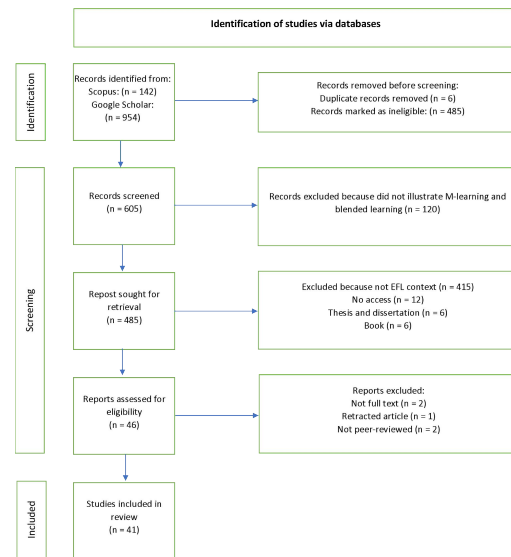 Identification of studies via databases
Identification
Records identified from:
Scopus: (n = 142)
Google Scholar:
(n = 954)
Records removed before screening:
Duplicate records removed (n = 6)
Records marked as ineligible: (n = 485)
Screening
Records screened
(n = 605)
Records excluded because did not illustrate M-learning and
blended learning (n = 120)
Repost sought for
retrieval
(n = 485)
Excluded because not EFL context (n = 415)
No access (n = 12)
Thesis and dissertation (n = 6)
Book (n = 6)
Reports assessed for
eligibility
(n = 46)
Reports excluded:
Not full text (n = 2)
Retracted article (n = 1)
Not peer-reviewed (n = 2)
Included
Studies included in
review
(n = 41)